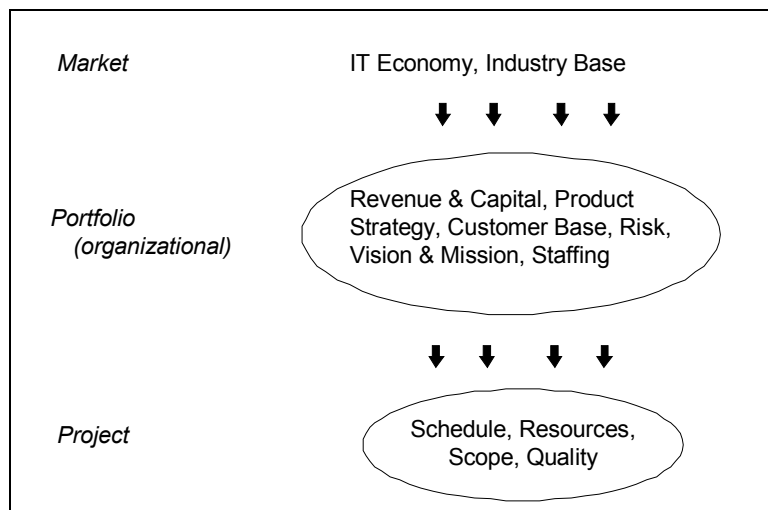 Market
IT Economy, Industry Base
Portfolio
(organizational)
Revenue & Capital, Product
Strategy, Customer Base, Risk,
Vision & Mission, Staffing
Project
Schedule, Resources,
Scope, Quality